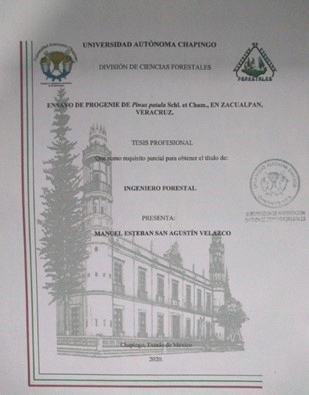 UNIVERSIDAD AUTÓNOMA CHAPINGO
DIVISIÓN DE CIENCIAS FORESTALES
FORESTALES
ENSAYO DE PROGENIE DE Pinus patula Schl. et Cham., EN ZACUALPAN,
VERACRUZ.
TESIS PROFESIONAL
Que como requisito parcial para obtener el título de:
INGENIERO FORESTAL
PRESENTA:
MANUEL ESTEBAN SAN AGUSTÍN VELAZCO
Chapingo, Estado de México
2020.